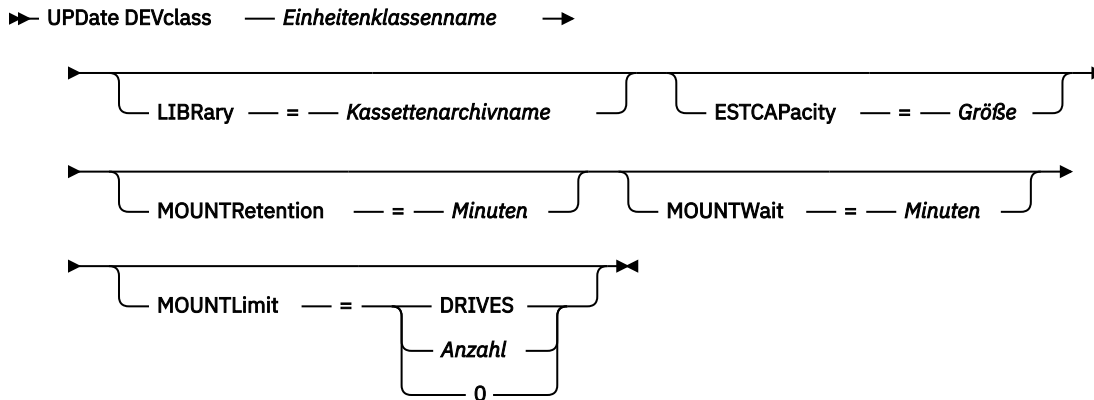 UPDate DEVclass Einheitenklassenname
LIBRary = Kassettenarchivname ESTCAPacity = Größe
MOUNTRetention = Minuten MOUNTWait = Minuten
MOUNTLimit = DRIVES
Anzahl
0